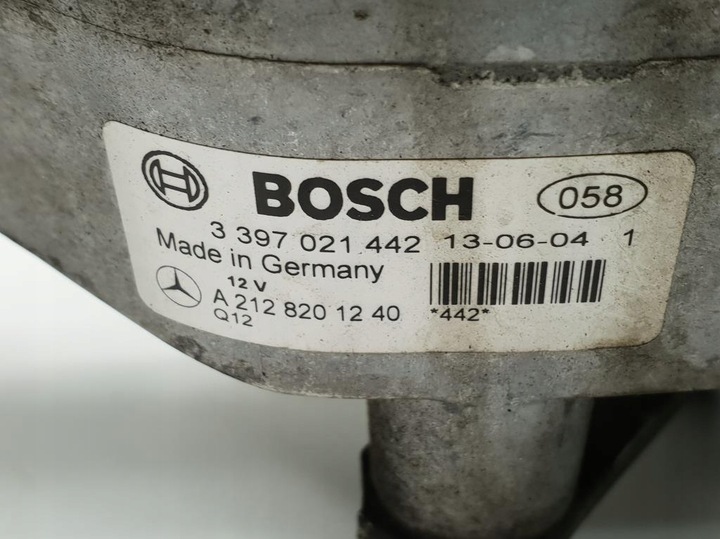 BOSCH 058
3 397 021 442 13-06-04 1
Made in Germany
12 V
A 212 820 12 40 *442*
Q12